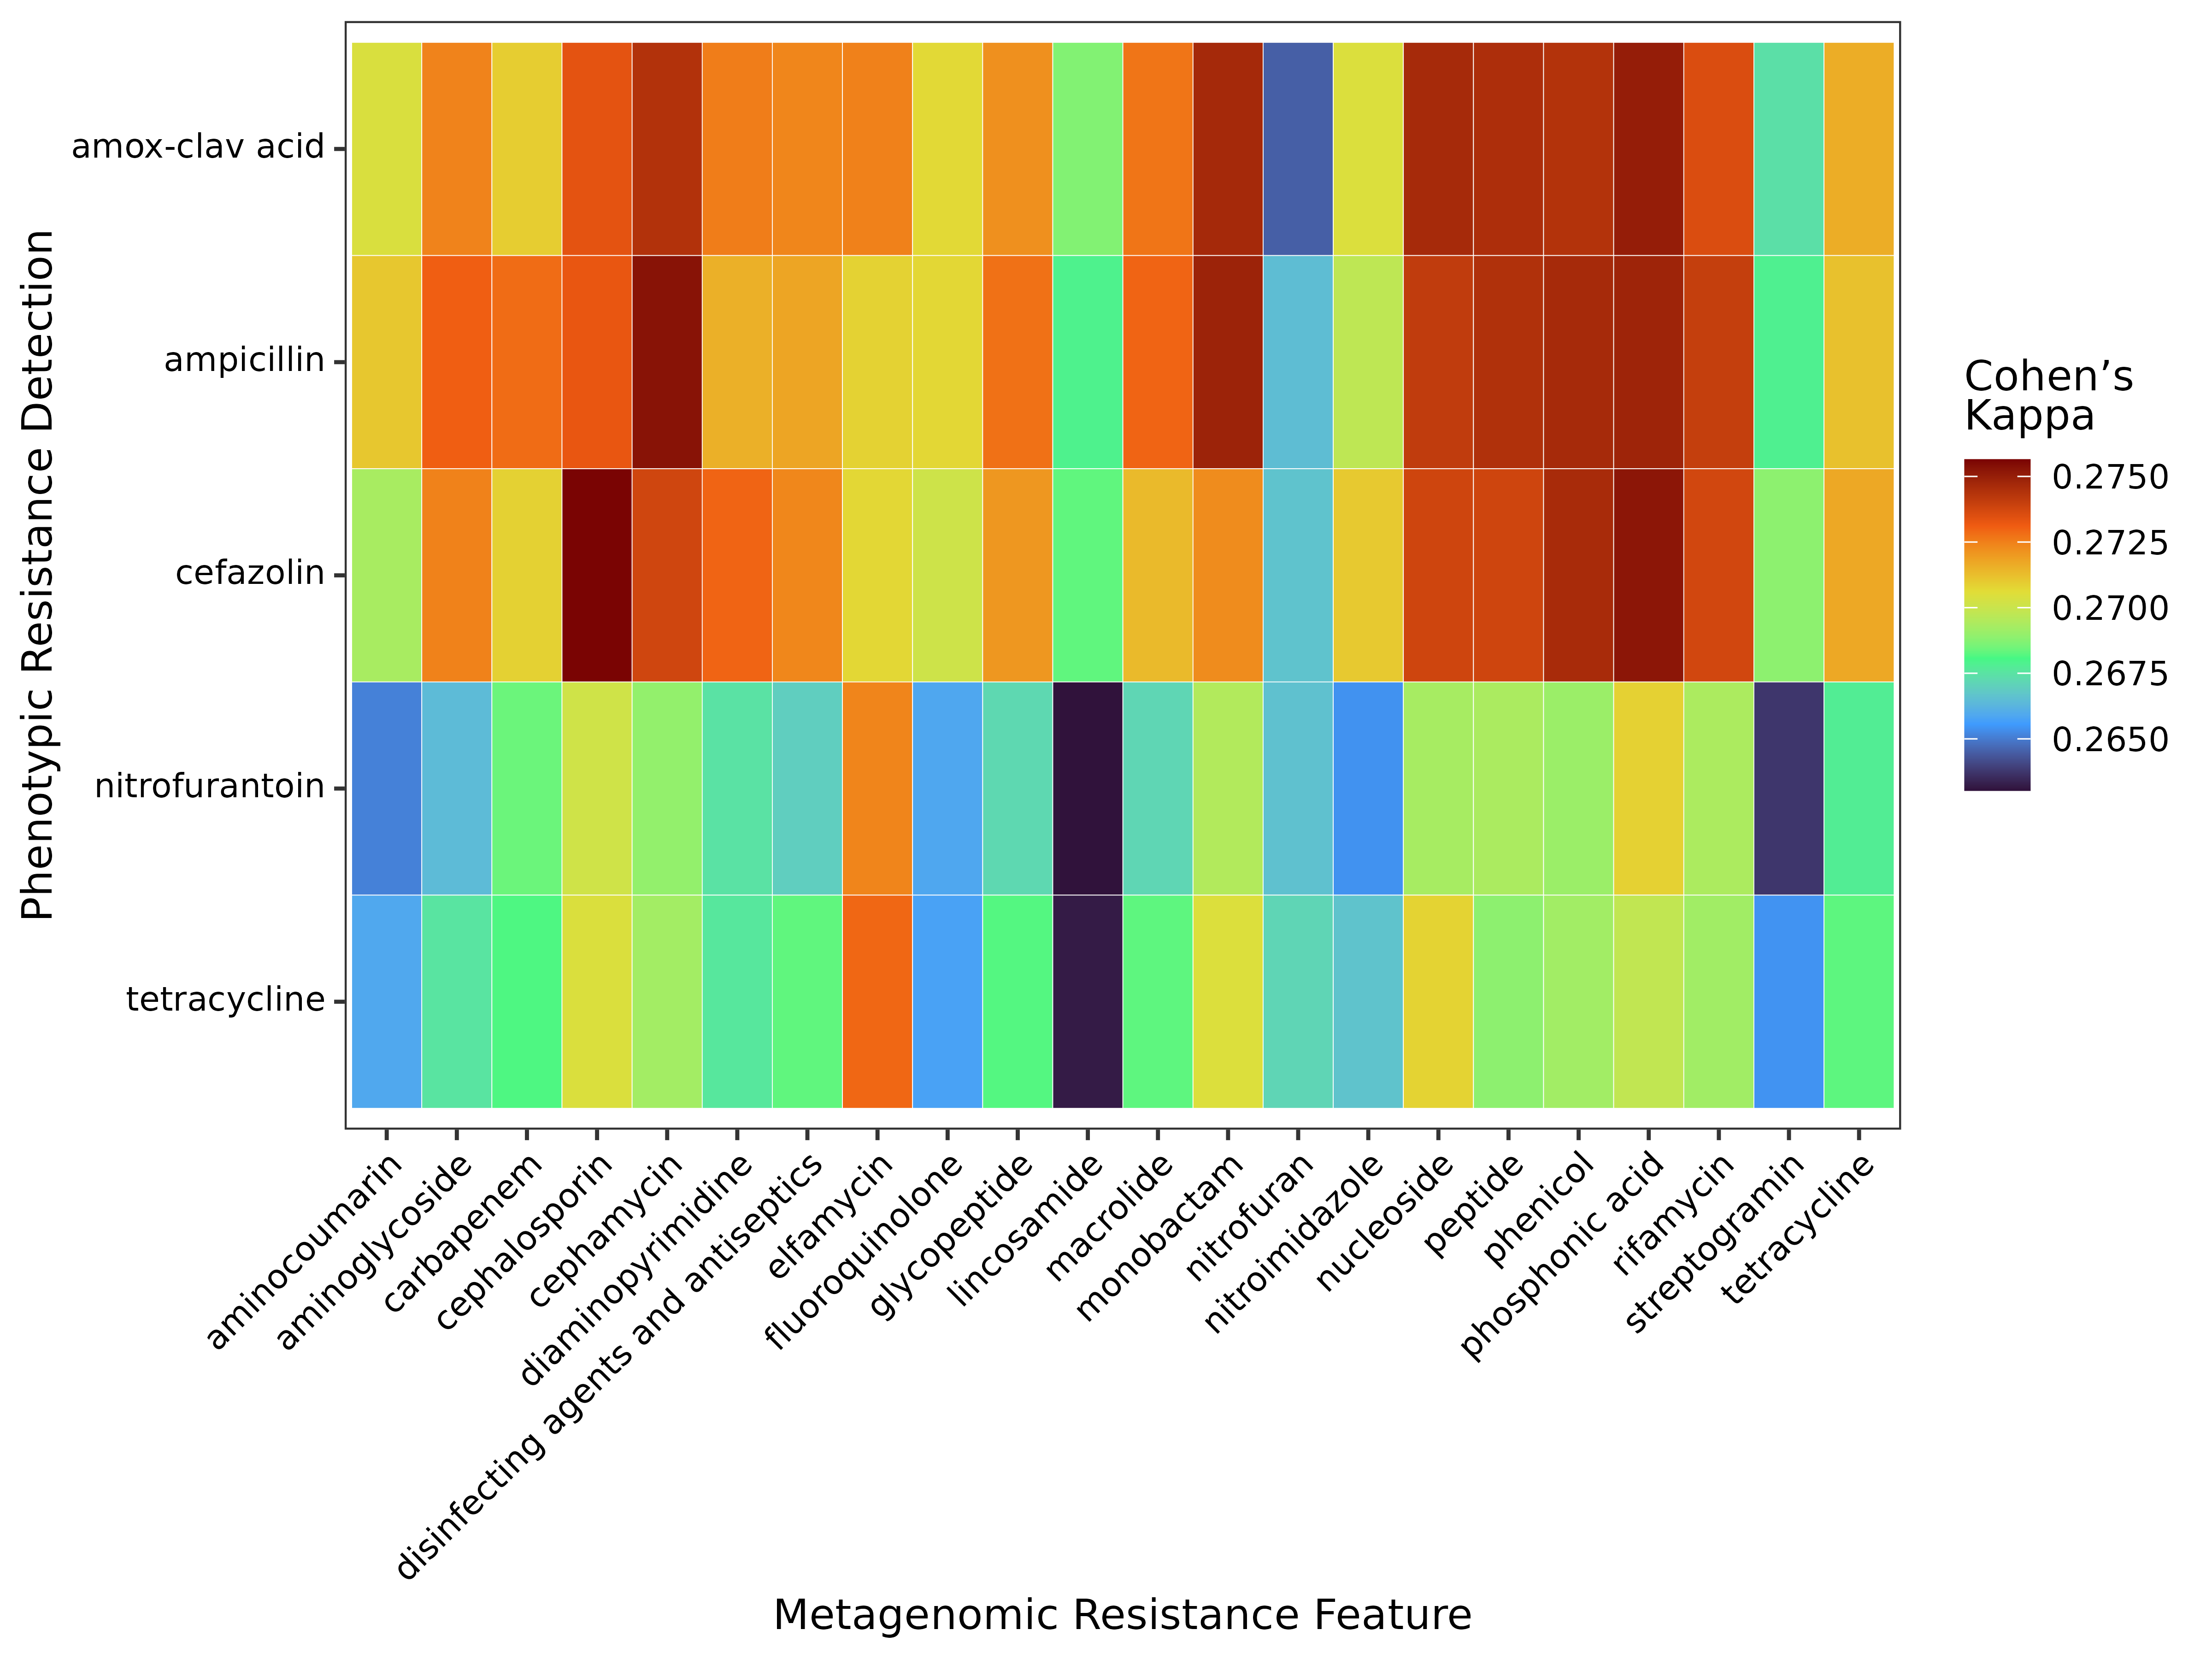 Phenotypic Resistance Detection
amox-clav acid
ampicillin
cefazolin
nitrofurantoin
tetracycline
aminocoumarin
aminoglycoside
carbapenem
cephalosporin
cephamycin
diaminopyrimidine
disinfecting agents and antiseptics
elfamycin
fluoroquinolone
glycopeptide
lincosamide
macrolide
monobactam
nitrofuran
nitroimidazole
nucleoside
peptide
phenicol
phosphonic acid
rifamycin
streptogramin
tetracycline
Metagenomic Resistance Feature
Cohen’s
Kappa
0.2750
0.2725
0.2700
0.2675
0.2650